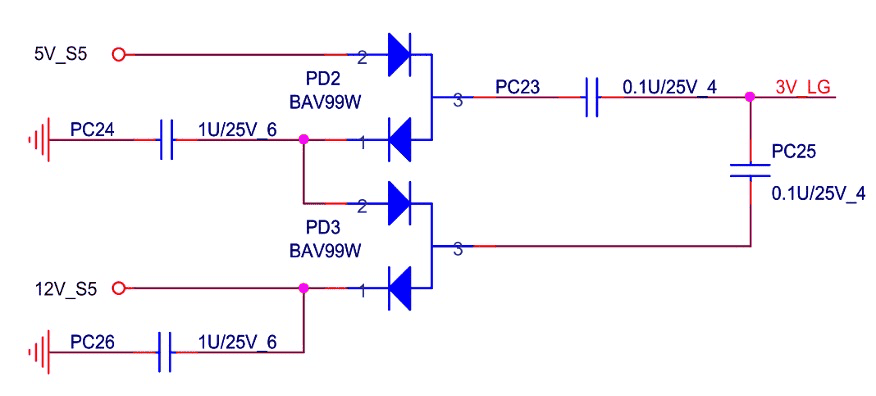 5V_S5
2
PD2
BAV99W
3
PC23
0.1U/25V_4
3V_LG
PC24
1U/25V_6
1
PC25
0.1U/25V_4
2
PD3
BAV99W
3
12V_S5
1
PC26
1U/25V_6